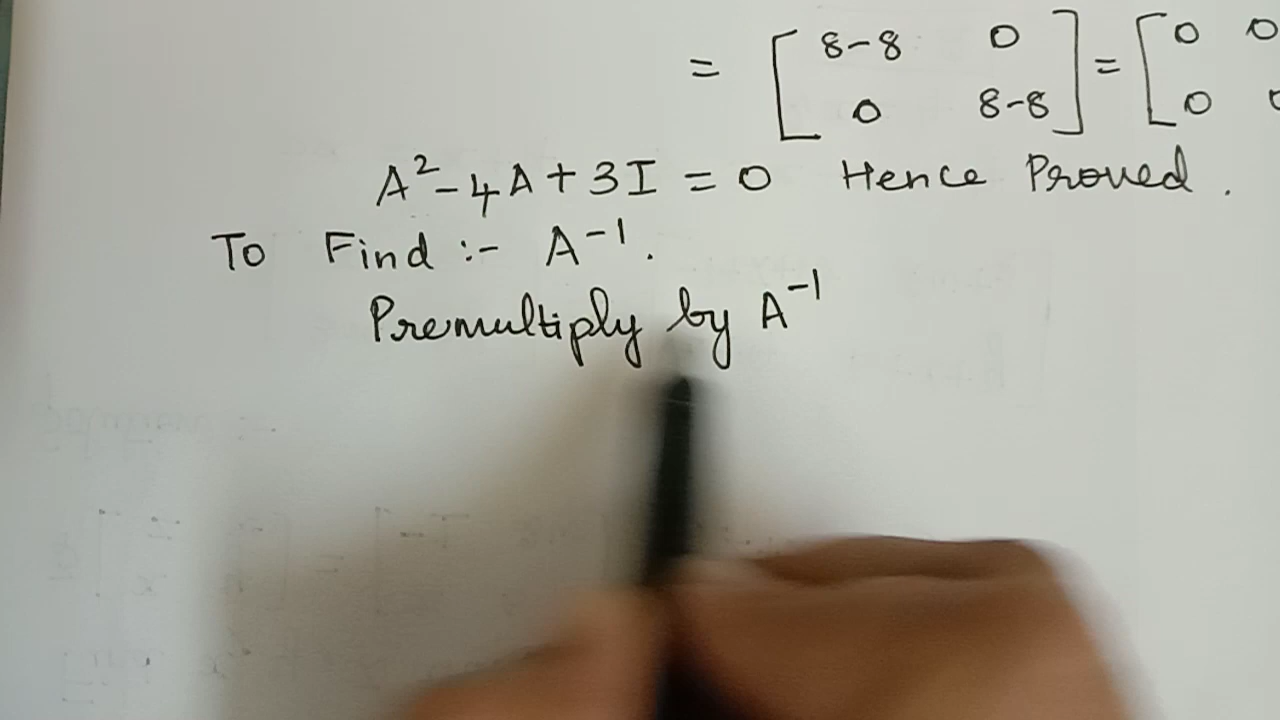 = [ 8-8 0 ] = [ 0 0
0 8-8 0 0
A² - 4A + 3I = 0 Hence Proved .
To Find :- A⁻¹.
Premultiply by A⁻¹